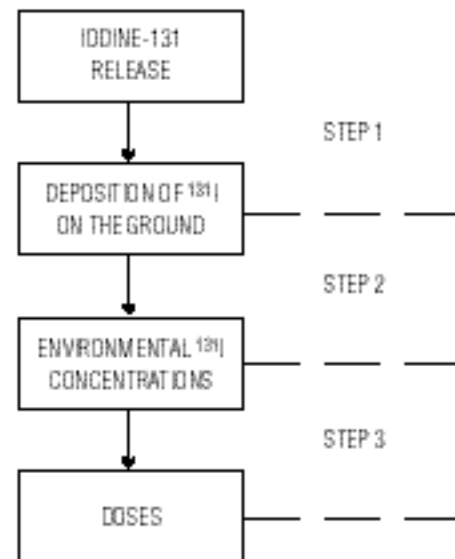 IODINE-131
RELEASE
STEP 1
DEPOSITION OF ¹³¹I
ON THE GROUND
STEP 2
ENVIRONMENTAL ¹³¹I
CONCENTRATIONS
STEP 3
DOSES